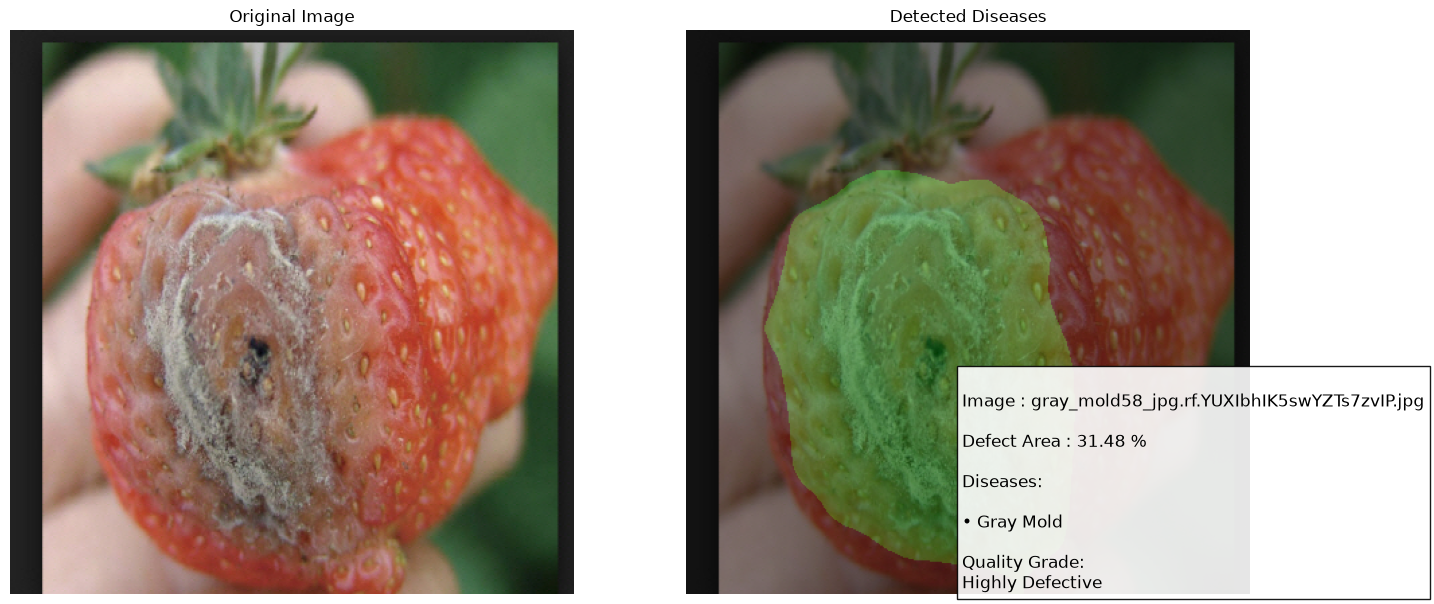 Original Image
Detected Diseases
Image : gray_mold58_jpg.rf.YUXIbhIK5swYZTs7zvIP.jpg
Defect Area : 31.48 %
Diseases:
• Gray Mold
Quality Grade:
Highly Defective